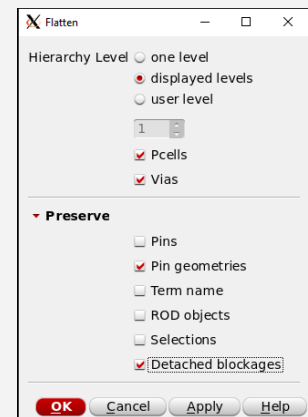 Flatten
Hierarchy Level one level
displayed levels
user level
1
Pcells
Vias
Preserve
Pins
Pin geometries
Term name
ROD objects
Selections
Detached blockages
OK Cancel Apply Help